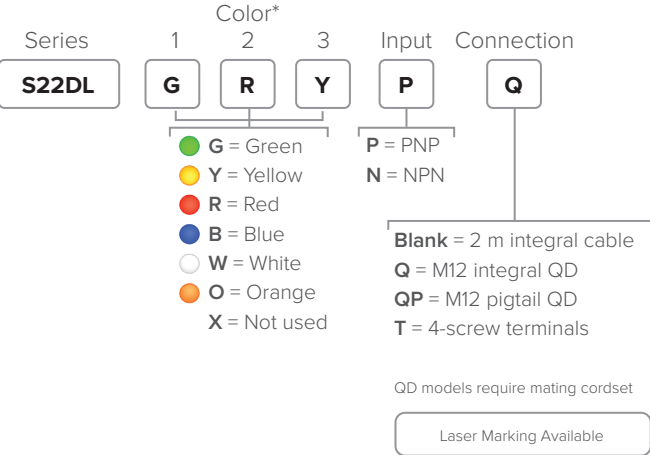 Color*
Series 1 2 3 Input Connection
S22DL G R Y P Q
G = Green
Y = Yellow
R = Red
B = Blue
W = White
O = Orange
X = Not used
P = PNP
N = NPN
Blank = 2 m integral cable
Q = M12 integral QD
QP = M12 pigtail QD
T = 4-screw terminals
QD models require mating cordset
Laser Marking Available